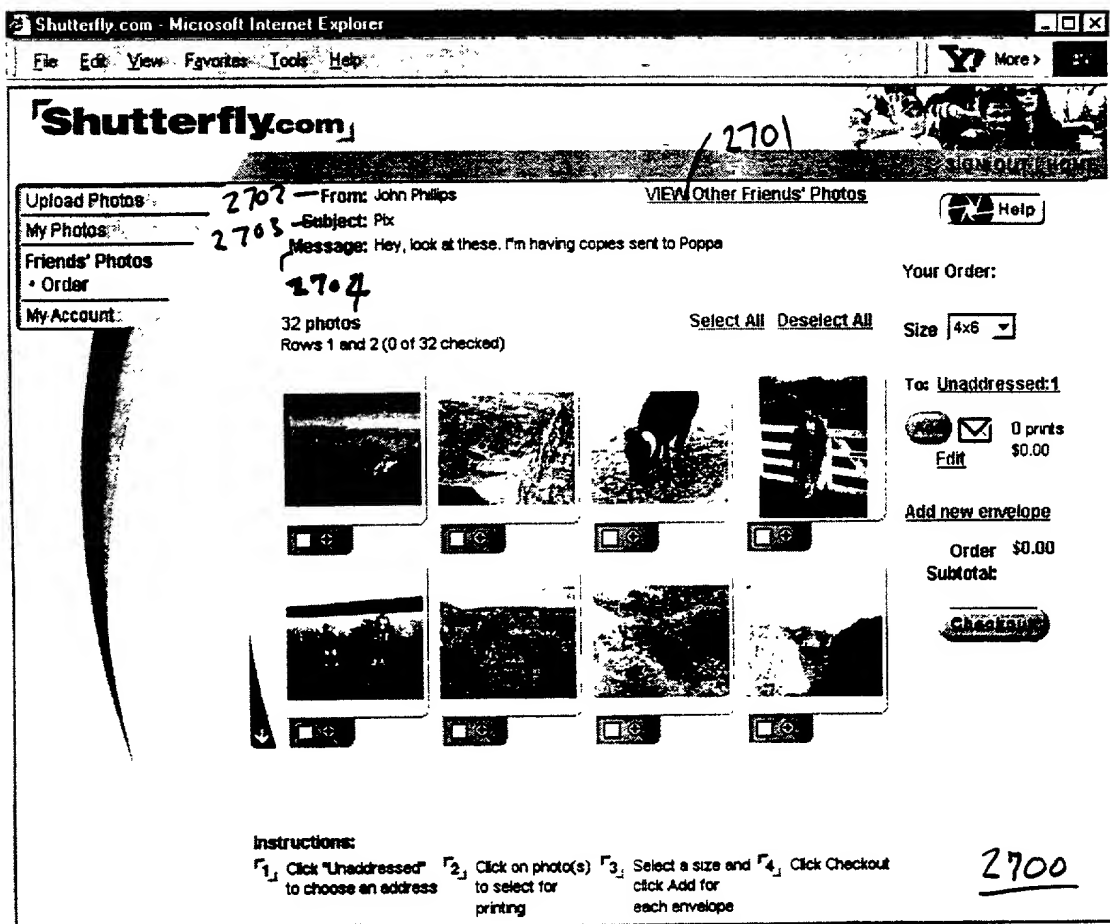 Shutterfly.com - Microsoft Internet Explorer
File Edit View Favorites Tools Help
Y! More >
Shutterfly.com
2701
SIGN OUT HOME
Upload Photos
My Photos
Friends' Photos
• Order
My Account
2702 From: John Philips
2703 Subject: Pix
Message: Hey, look at these. I'm having copies sent to Poppa
2704
VIEW Other Friends' Photos
Help
32 photos
Rows 1 and 2 (0 of 32 checked)
Select All Deselect All
Your Order:
Size 4x6
To: Unaddressed:1
Add 0 prints
Edit $0.00
Add new envelope
Order $0.00
Subtotal:
Checkout
Instructions:
1 Click "Unaddressed" to choose an address
2 Click on photo(s) to select for printing
3 Select a size and click Add for each envelope
4 Click Checkout
2700